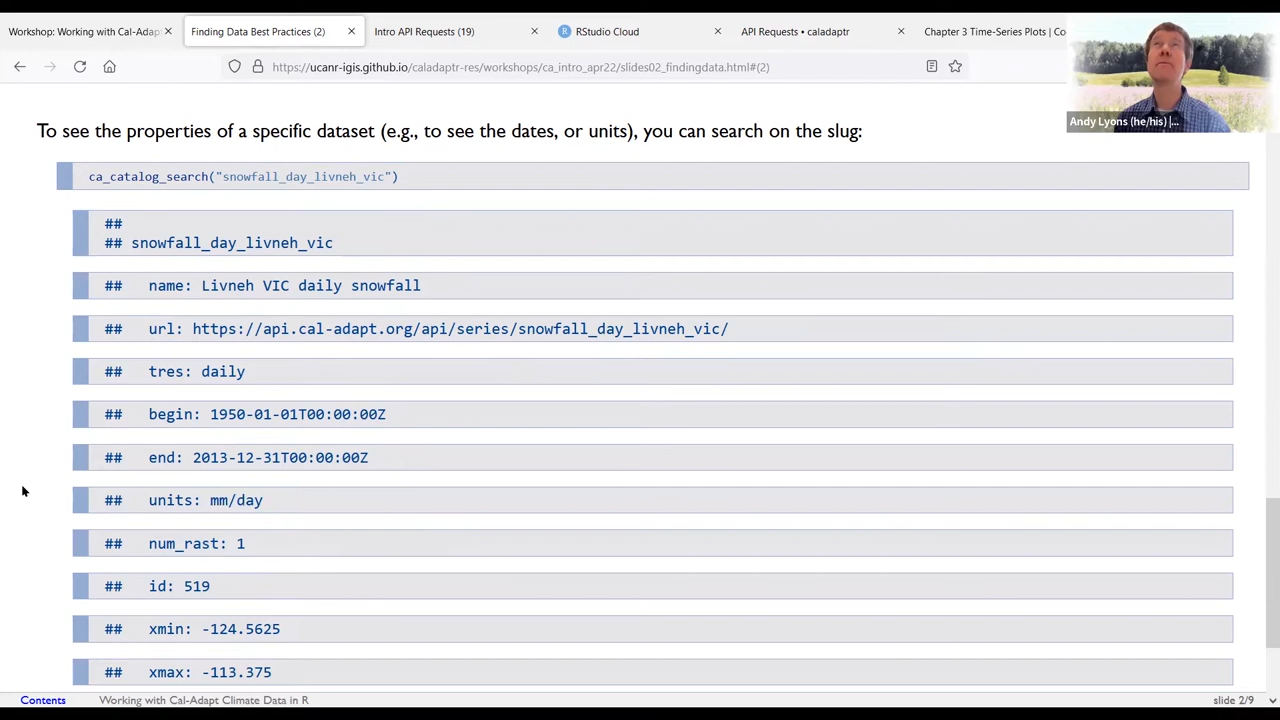 Workshop: Working with Cal-Adap
Finding Data Best Practices (2)
Intro API Requests (19)
RStudio Cloud
API Requests • caladaptr
Chapter 3 Time-Series Plots | Co
https://ucanr-igis.github.io/caladaptr-res/workshops/ca_intro_apr22/slides02_findingdata.html#(2)
Andy Lyons (he/his) |...
To see the properties of a specific dataset (e.g., to see the dates, or units), you can search on the slug:
ca_catalog_search("snowfall_day_livneh_vic")
##
## snowfall_day_livneh_vic
## name: Livneh VIC daily snowfall
## url: https://api.cal-adapt.org/api/series/snowfall_day_livneh_vic/
## tres: daily
## begin: 1950-01-01T00:00:00Z
## end: 2013-12-31T00:00:00Z
## units: mm/day
## num_rast: 1
## id: 519
## xmin: -124.5625
## xmax: -113.375
Contents
Working with Cal-Adapt Climate Data in R
slide 2/9